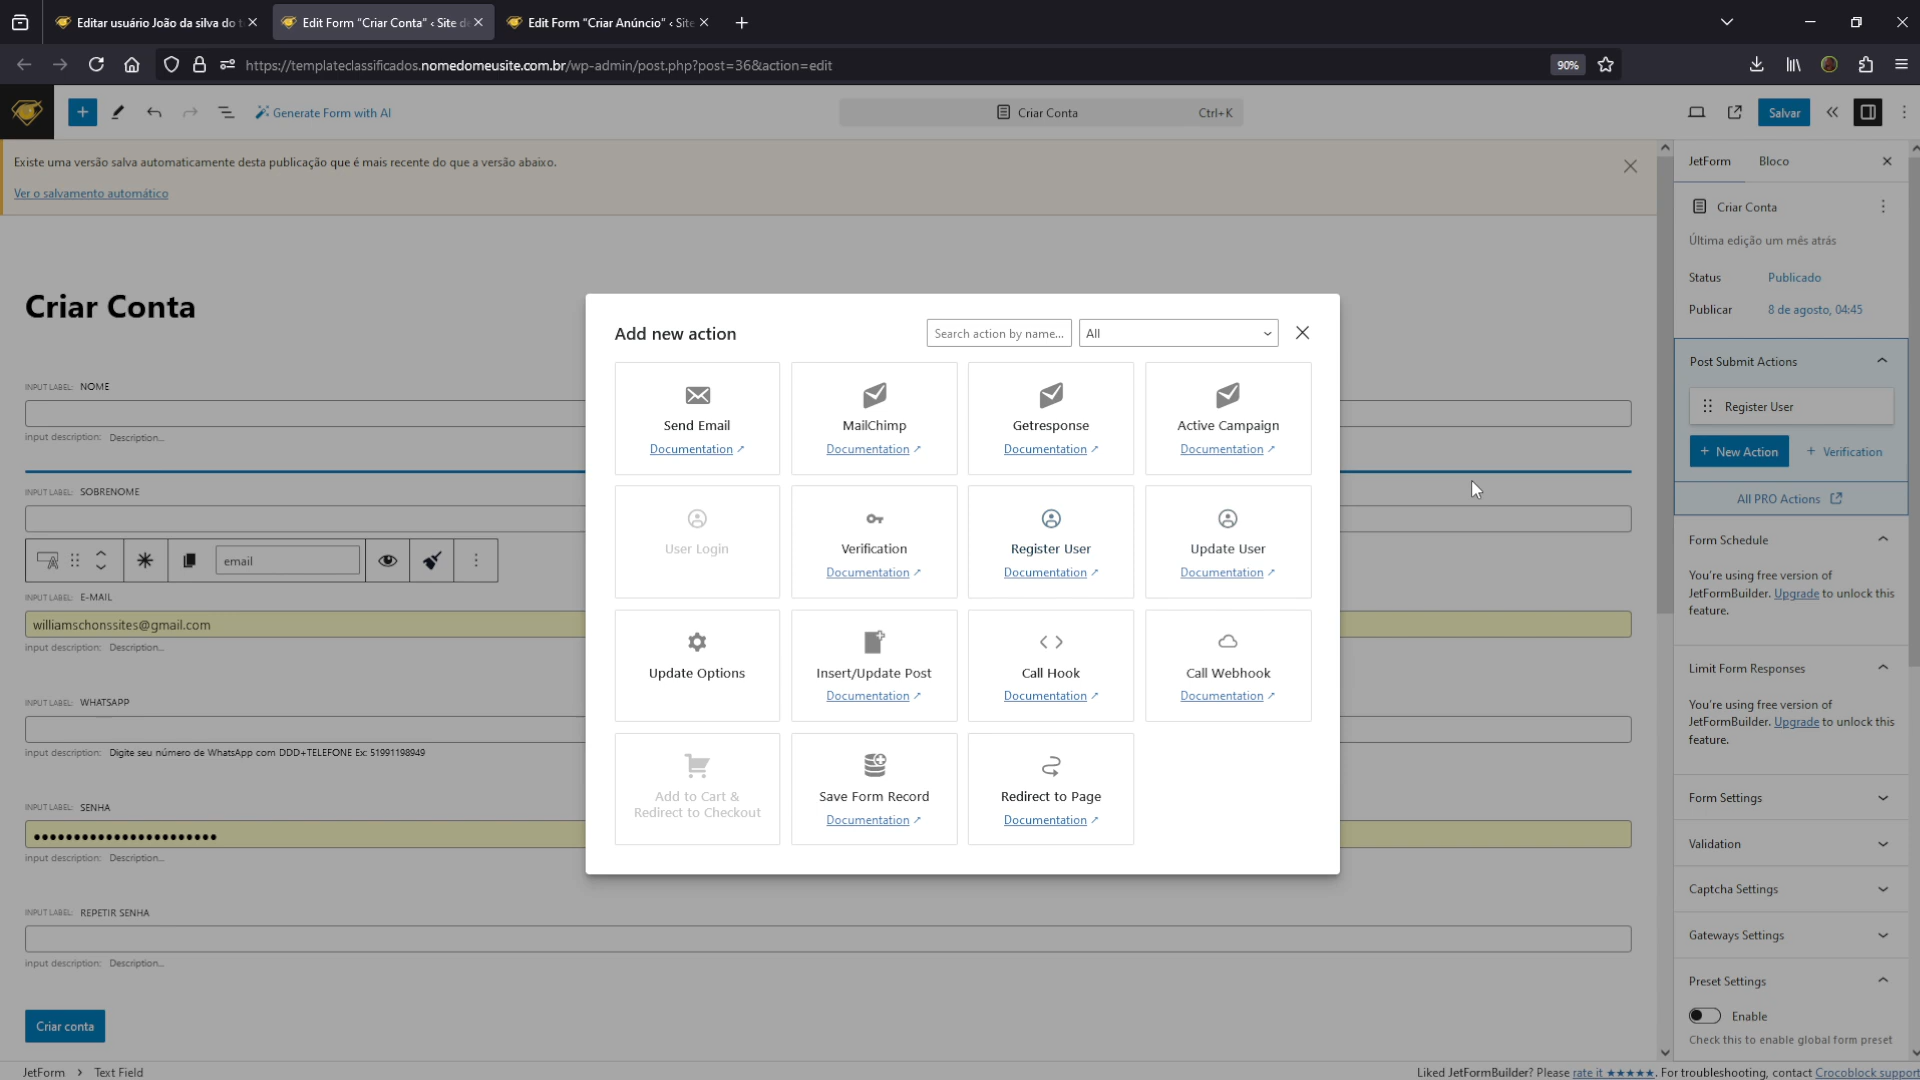 Editar usuário João da silva do t
Edit Form "Criar Conta" ‹ Site de
Edit Form "Criar Anúncio" ‹ Site
https://templateclassificados.nomedomeusite.com.br/wp-admin/post.php?post=36&action=edit
90%
Generate Form with AI
Criar Conta
Ctrl+K
Salvar
Existe uma versão salva automaticamente desta publicação que é mais recente do que a versão abaixo.
Ver o salvamento automático
Criar Conta
INPUT LABEL: NOME
input description: Description...
INPUT LABEL: SOBRENOME
email
INPUT LABEL: E-MAIL
williamschonssites@gmail.com
input description: Description...
INPUT LABEL: WHATSAPP
input description: Digite seu número de WhatsApp com DDD+TELEFONE Ex: 51991198949
INPUT LABEL: SENHA
input description: Description...
INPUT LABEL: REPETIR SENHA
input description: Description...
Criar conta
Add new action
Search action by name...
All
Send Email
Documentation
MailChimp
Documentation
Getresponse
Documentation
Active Campaign
Documentation
User Login
Verification
Documentation
Register User
Documentation
Update User
Documentation
Update Options
Insert/Update Post
Documentation
Call Hook
Documentation
Call Webhook
Documentation
Add to Cart &
Redirect to Checkout
Save Form Record
Documentation
Redirect to Page
Documentation
JetForm
Bloco
Criar Conta
Última edição um mês atrás
Status
Publicado
Publicar
8 de agosto, 04:45
Post Submit Actions
Register User
+ New Action
+ Verification
All PRO Actions
Form Schedule
You're using free version of
JetFormBuilder. Upgrade to unlock this
feature.
Limit Form Responses
You're using free version of
JetFormBuilder. Upgrade to unlock this
feature.
Form Settings
Validation
Captcha Settings
Gateways Settings
Preset Settings
Enable
Check this to enable global form preset
JetForm › Text Field
Liked JetFormBuilder? Please rate it ★★★★★. For troubleshooting, contact Crocoblock support